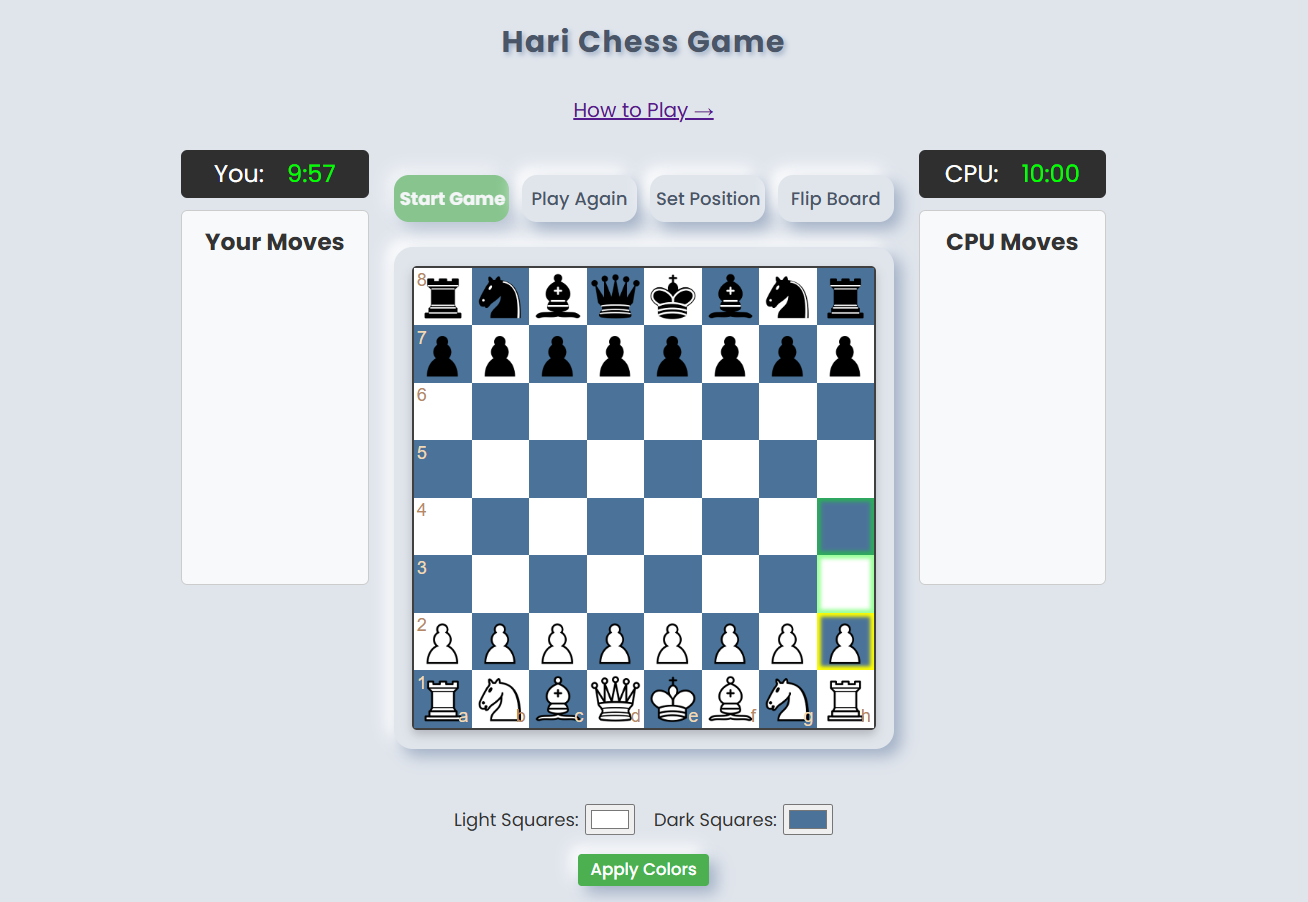 Hari Chess Game
How to Play →
You: 9:57
CPU: 10:00
Start Game
Play Again
Set Position
Flip Board
Your Moves
CPU Moves
8
7
6
5
4
3
2
1
a b c d e f g h
Light Squares:
Dark Squares:
Apply Colors